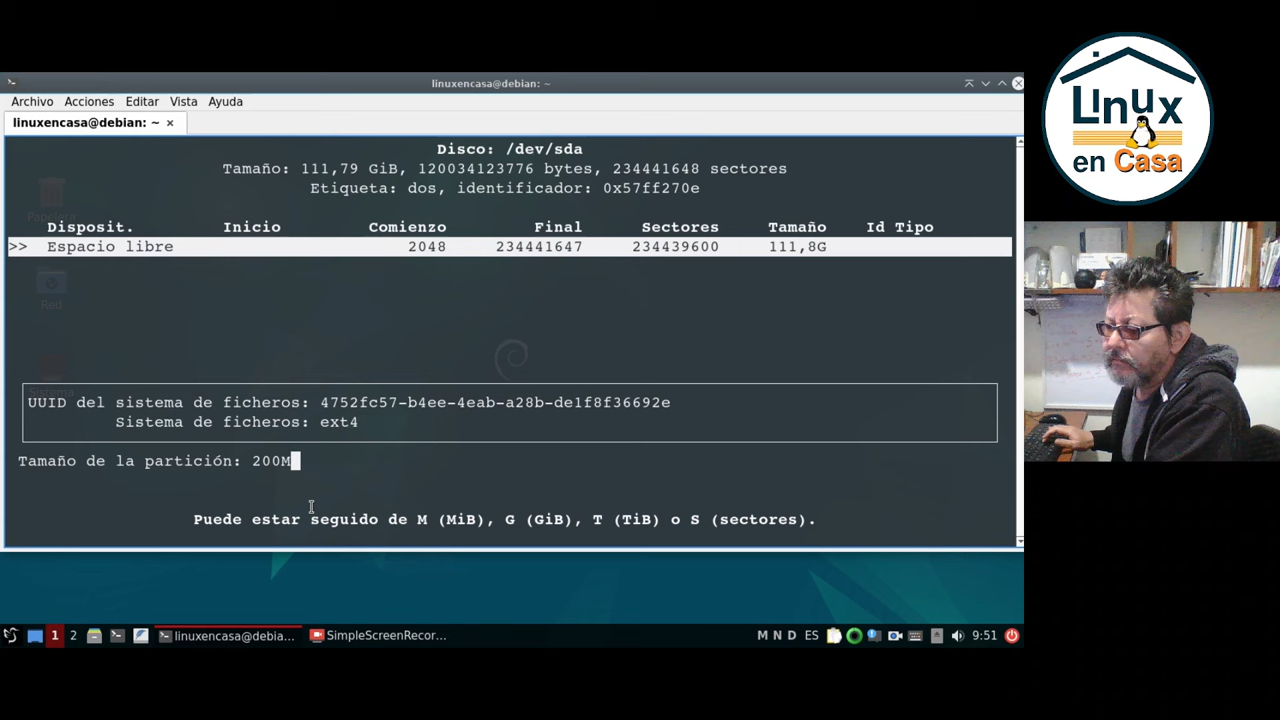 linuxencasa@debian: ~
Archivo Acciones Editar Vista Ayuda
linuxencasa@debian: ~ ×
Disco: /dev/sda
Tamaño: 111,79 GiB, 120034123776 bytes, 234441648 sectores
Etiqueta: dos, identificador: 0x57ff270e
Disposit. Inicio Comienzo Final Sectores Tamaño Id Tipo
>> Espacio libre 2048 234441647 234439600 111,8G
Papelera
Red
Sistema
UUID del sistema de ficheros: 4752fc57-b4ee-4eab-a28b-de1f8f36692e
Sistema de ficheros: ext4
Tamaño de la partición: 200M
Puede estar seguido de M (MiB), G (GiB), T (TiB) o S (sectores).
1 2 linuxencasa@debia... SimpleScreenRecor... M N D ES 9:51
Linux
en Casa